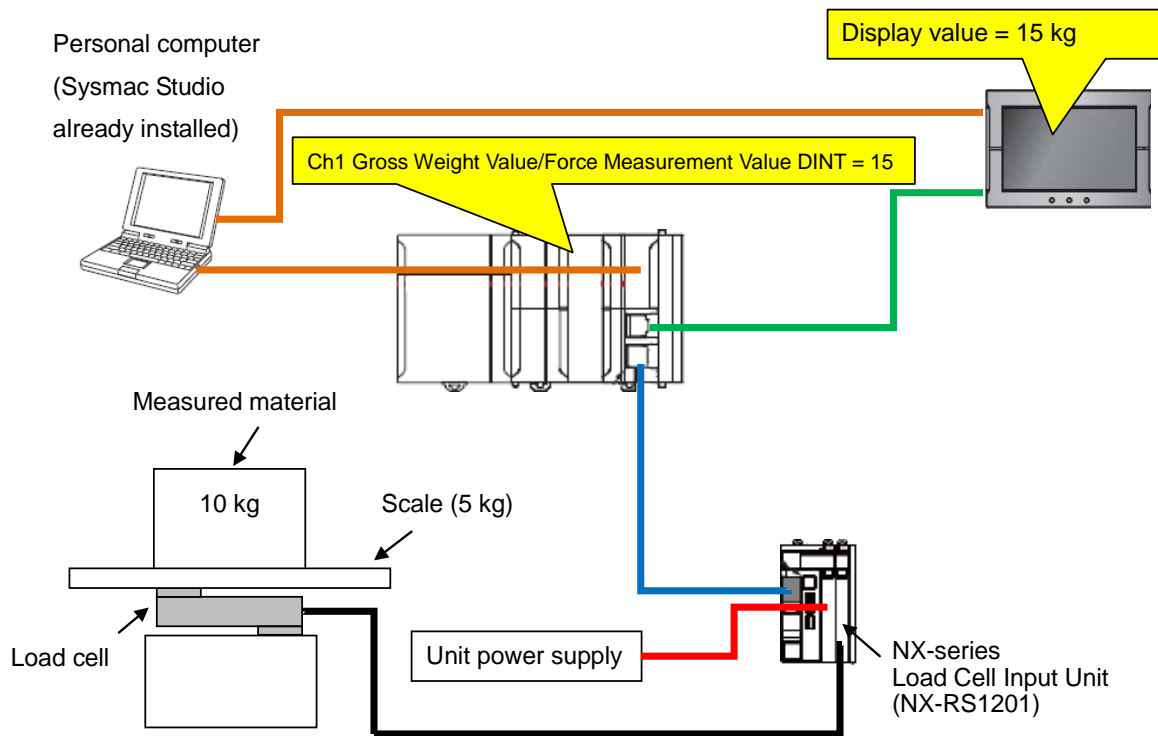 Personal computer
(Sysmac Studio
already installed)
Display value = 15 kg
Ch1 Gross Weight Value/Force Measurement Value DINT = 15
Measured material
10 kg
Scale (5 kg)
Load cell
Unit power supply
NX-series
Load Cell Input Unit
(NX-RS1201)